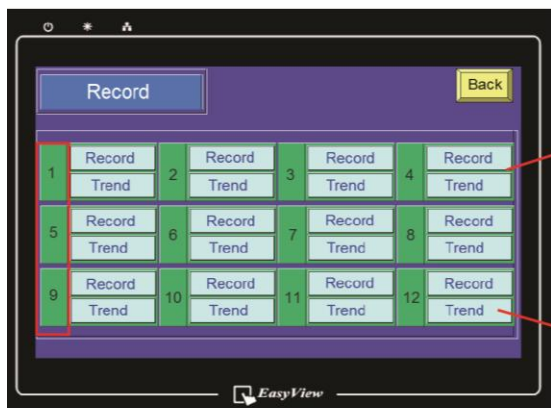 Record
Back
1 Record 2 Record 3 Record 4 Record
Trend Trend Trend Trend
5 Record 6 Record 7 Record 8 Record
Trend Trend Trend Trend
9 Record 10 Record 11 Record 12 Record
Trend Trend Trend Trend
EasyView